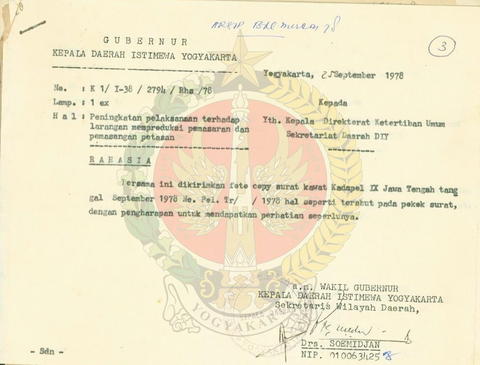 3
G U B E R N U R
KEPALA DAERAH ISTIMEWA YOGYAKARTA
Yogyakarta, 25 September 1978
No. : K 1/ I-38 / 2794 / Rhs /78
Lamp. : 1 ex
H a l : Peningkatan pelaksanaan terhadap
larangan memproduksi pemasaran dan
pemasangan petasan
Kepada
Yth. Kepala Direktorat Ketertiban Umum
Sekretariat Daerah DIY
R A H A S I A
Bersama ini dikirimkan foto copy surat kawat Kadapol IX Jawa Tengah tang
gal September 1978 No. Pol. Tr/ / 1978 hal seperti tersebut pada pokok surat,
dengan pengharapan untuk mendapatkan perhatian seperlunya.
a.n. WAKIL GUBERNUR
KEPALA DAERAH ISTIMEWA YOGYAKARTA
Sekretaris Wilayah Daerah,
Drs. SOEMIDJAN
NIP. 010063425
- Sdn -
YOGYAKARTA